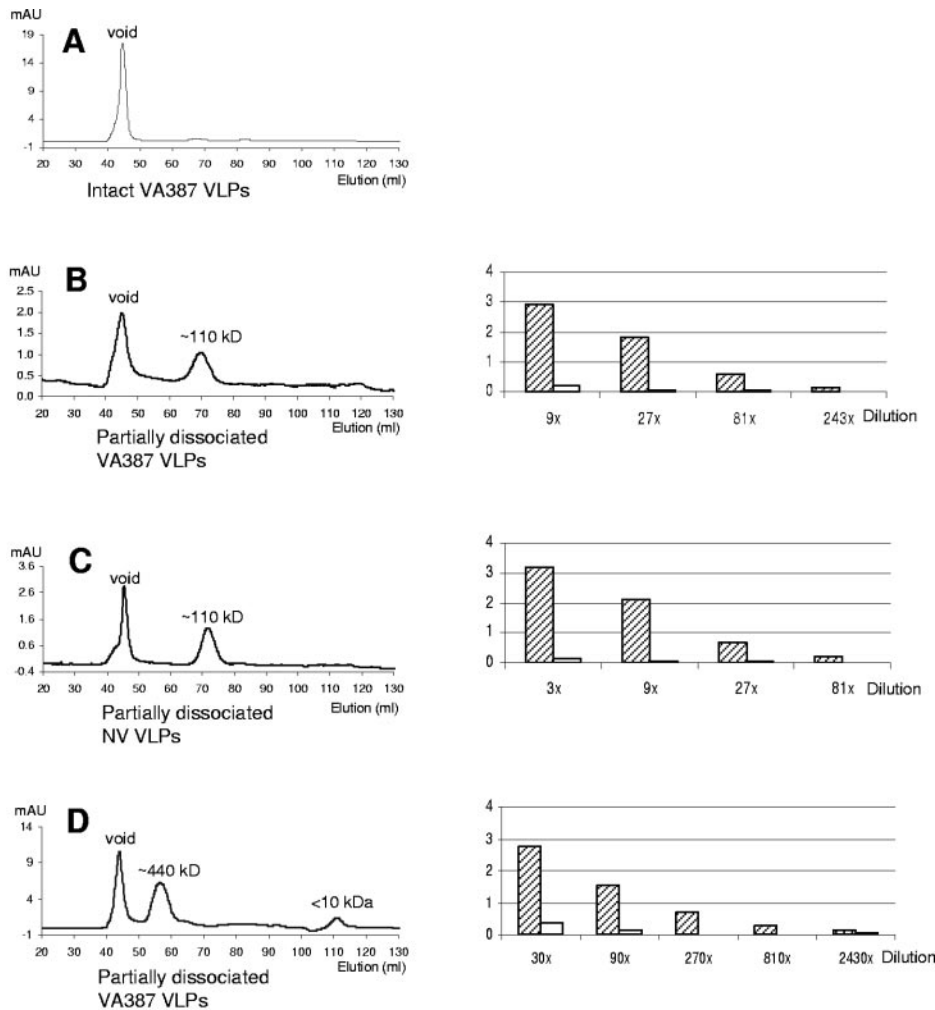 mAU
A
void
19
14
9
4
-1
20 30 40 50 60 70 80 90 100 110 120 130
Elution (ml)
Intact VA387 VLPs
mAU
B
void
~110 kD
2.5
2.0
1.5
1.0
0.5
0.0
20 30 40 50 60 70 80 90 100 110 120 130
Elution (ml)
Partially dissociated
VA387 VLPs
4
3
2
1
0
9x 27x 81x 243x Dilution
mAU
C
void
~110 kD
3.6
2.6
1.6
0.6
-0.4
20 30 40 50 60 70 80 90 100 110 120 130
Elution (ml)
Partially dissociated
NV VLPs
4
3
2
1
0
3x 9x 27x 81x Dilution
mAU
D
void
~440 kD
<10 kDa
14
9
4
-1
20 30 40 50 60 70 80 90 100 110 120 130
Elution (ml)
Partially dissociated
VA387 VLPs
4
3
2
1
0
30x 90x 270x 810x 2430x Dilution